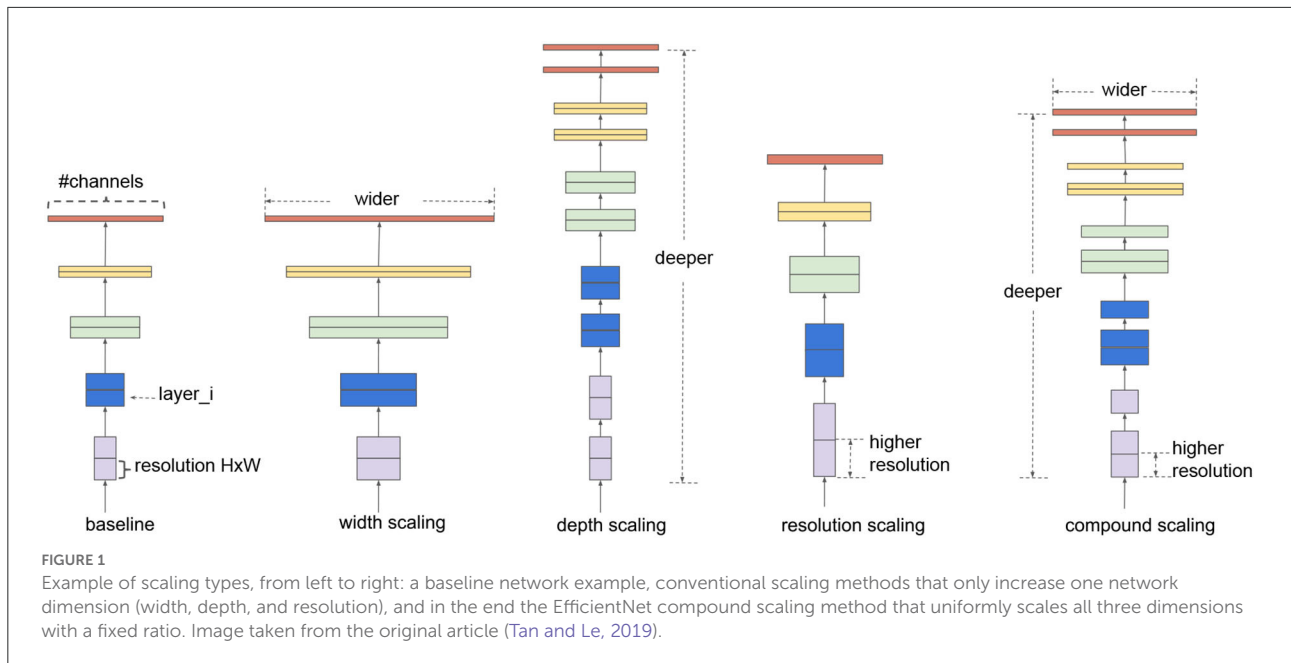 #channels
layer_i
resolution HxW
baseline
wider
width scaling
deeper
depth scaling
higher
resolution
resolution scaling
wider
deeper
higher
resolution
compound scaling
FIGURE 1
Example of scaling types, from left to right: a baseline network example, conventional scaling methods that only increase one network
dimension (width, depth, and resolution), and in the end the EfficientNet compound scaling method that uniformly scales all three dimensions
with a fixed ratio. Image taken from the original article (Tan and Le, 2019).